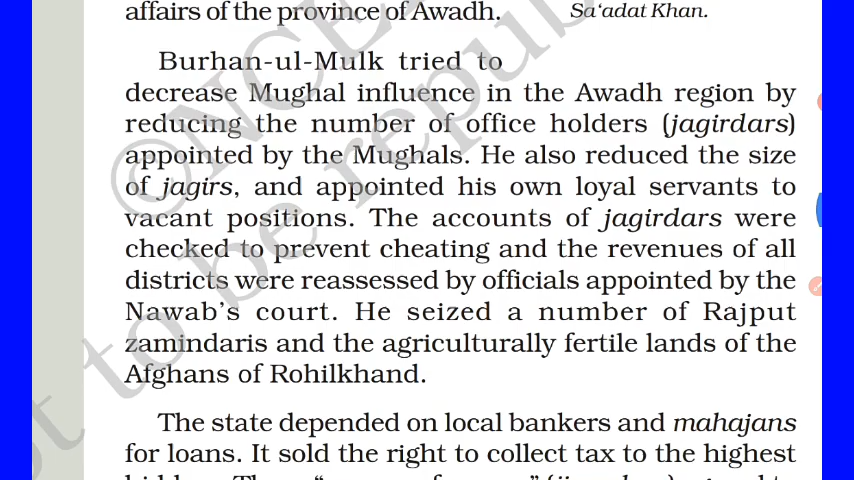 affairs of the province of Awadh.
Sa'adat Khan.
Burhan-ul-Mulk tried to
decrease Mughal influence in the Awadh region by
reducing the number of office holders (jagirdars)
appointed by the Mughals. He also reduced the size
of jagirs, and appointed his own loyal servants to
vacant positions. The accounts of jagirdars were
checked to prevent cheating and the revenues of all
districts were reassessed by officials appointed by the
Nawab's court. He seized a number of Rajput
zamindaris and the agriculturally fertile lands of the
Afghans of Rohilkhand.
The state depended on local bankers and mahajans
for loans. It sold the right to collect tax to the highest
© NCE
not to be repub